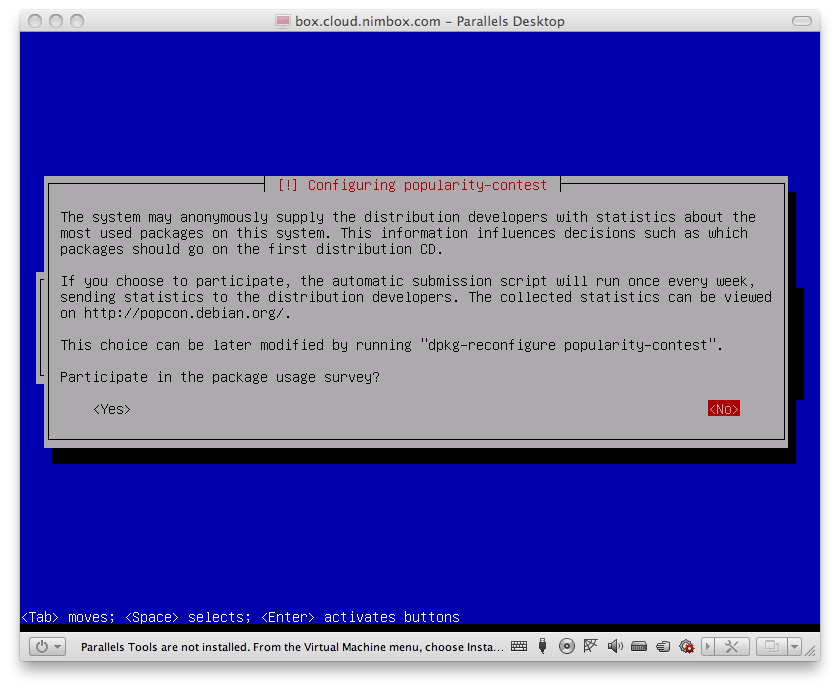 box.cloud.nimbox.com – Parallels Desktop
[!] Configuring popularity-contest
The system may anonymously supply the distribution developers with statistics about the
most used packages on this system. This information influences decisions such as which
packages should go on the first distribution CD.
If you choose to participate, the automatic submission script will run once every week,
sending statistics to the distribution developers. The collected statistics can be viewed
on http://popcon.debian.org/.
This choice can be later modified by running "dpkg-reconfigure popularity-contest".
Participate in the package usage survey?
<Yes> <No>
<Tab> moves; <Space> selects; <Enter> activates buttons
Parallels Tools are not installed. From the Virtual Machine menu, choose Insta...